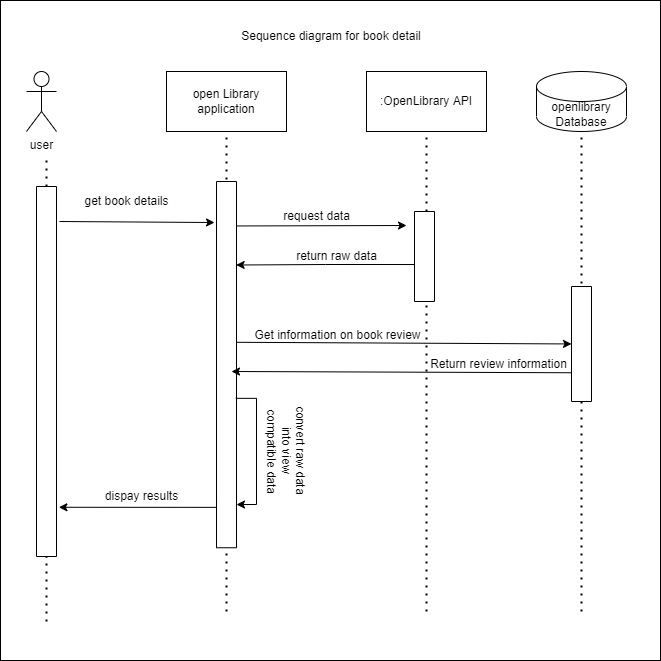 Sequence diagram for book detail
open Library
application
:OpenLibrary API
openlibrary
Database
user
get book details
request data
return raw data
Get information on book review
Return review information
convert raw data
into view
compatible data
dispay results